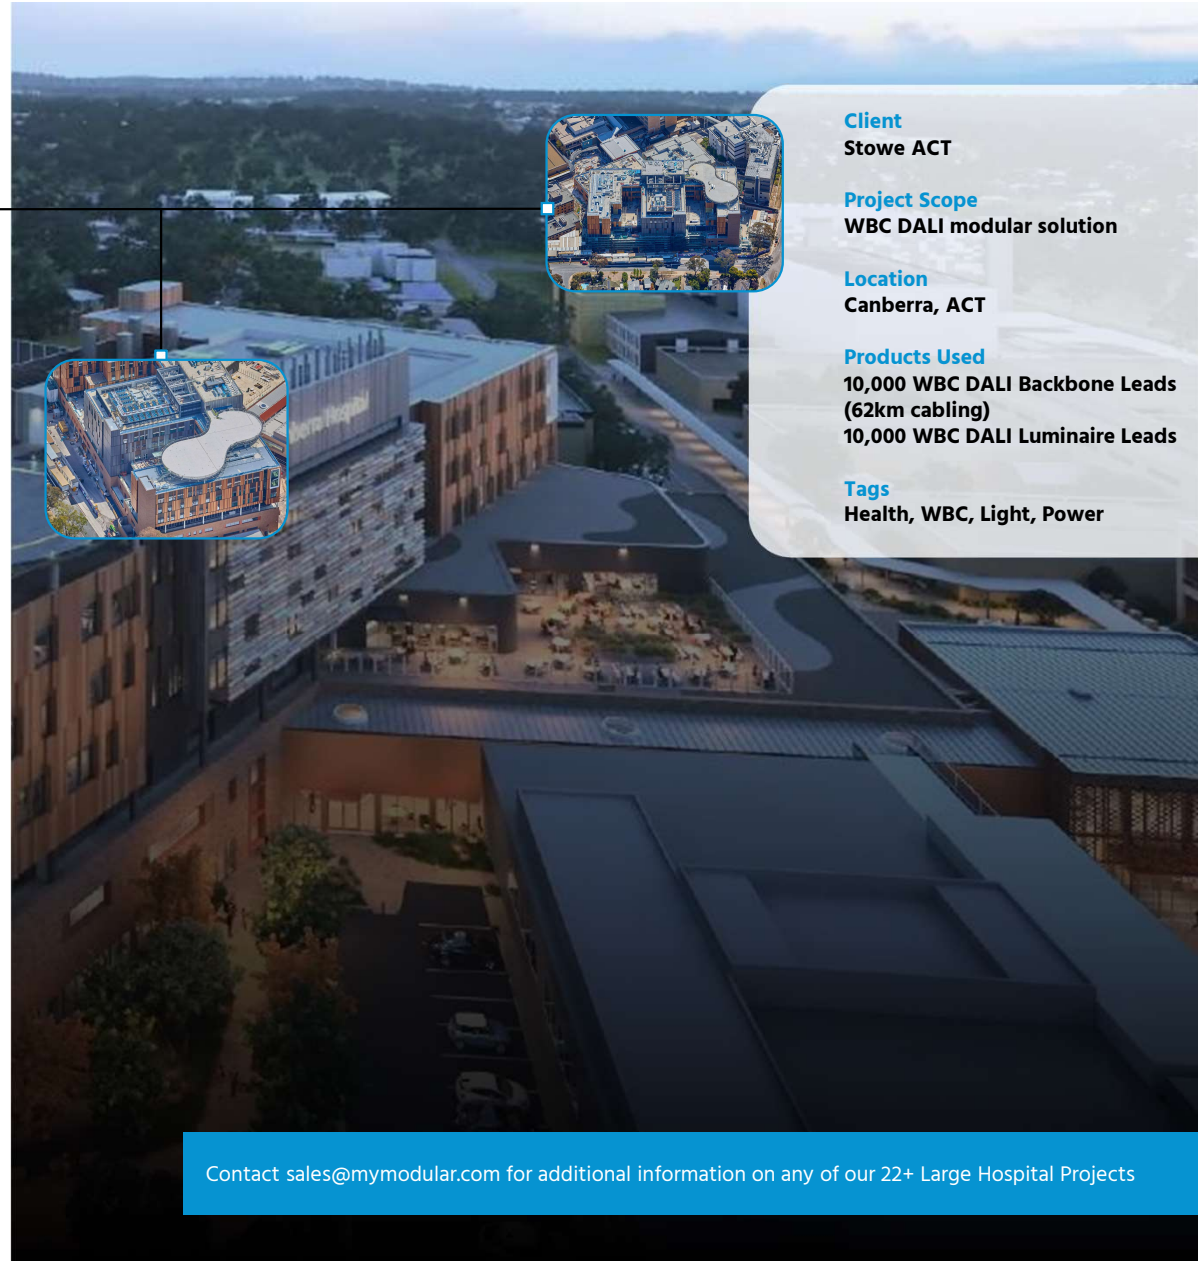 Client
Stowe ACT
Project Scope
WBC DALI modular solution
Location
Canberra, ACT
Products Used
10,000 WBC DALI Backbone Leads
(62km cabling)
10,000 WBC DALI Luminaire Leads
Tags
Health, WBC, Light, Power
Hospital
Contact sales@mymodular.com for additional information on any of our 22+ Large Hospital Projects